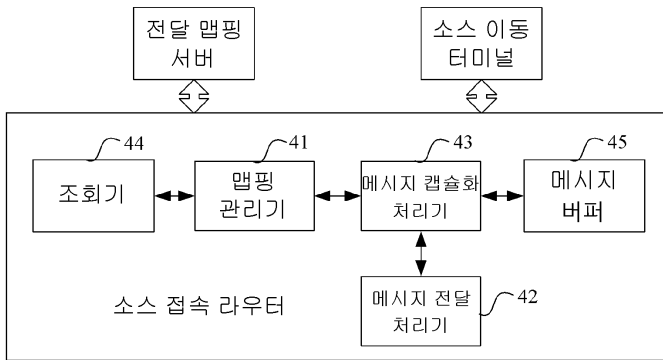 전달 맵핑
서버
소스 이동
터미널
44
41
43
45
조회기
맵핑
관리기
메시지 캡슐화
처리기
메시지
버퍼
메시지 전달
처리기
42
소스 접속 라우터